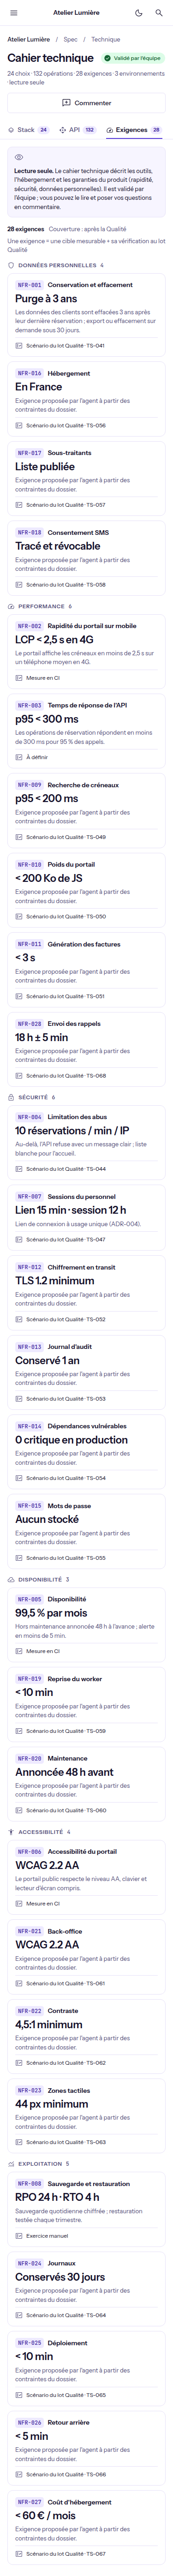 Atelier Lumière
Atelier Lumière / Spec / Technique
Cahier technique
Validé par l'équipe
24 choix · 132 opérations · 28 exigences · 3 environnements
· lecture seule
Commenter
Stack 24 API 132 Exigences 28
Lecture seule. Le cahier technique décrit les outils,
l'hébergement et les garanties du produit (rapidité,
sécurité, données personnelles). Il est validé par
l'équipe ; vous pouvez le lire et poser vos questions
en commentaire.
28 exigences Couverture : après la Qualité
Une exigence = une cible mesurable + sa vérification au lot
Qualité
DONNÉES PERSONNELLES 4
NFR-001 Conservation et effacement
Purge à 3 ans
Les données des clients sont effacées 3 ans après
leur dernière réservation ; export ou effacement sur
demande sous 30 jours.
Scénario du lot Qualité · TS-041
NFR-016 Hébergement
En France
Exigence proposée par l'agent à partir des
contraintes du dossier.
Scénario du lot Qualité · TS-056
NFR-017 Sous-traitants
Liste publiée
Exigence proposée par l'agent à partir des
contraintes du dossier.
Scénario du lot Qualité · TS-057
NFR-018 Consentement SMS
Tracé et révocable
Exigence proposée par l'agent à partir des
contraintes du dossier.
Scénario du lot Qualité · TS-058
PERFORMANCE 6
NFR-002 Rapidité du portail sur mobile
LCP < 2,5 s en 4G
Le portail affiche les créneaux en moins de 2,5 s sur
un téléphone moyen en 4G.
Mesure en CI
NFR-003 Temps de réponse de l'API
p95 < 300 ms
Les opérations de réservation répondent en moins
de 300 ms pour 95 % des appels.
À définir
NFR-009 Recherche de créneaux
p95 < 200 ms
Exigence proposée par l'agent à partir des
contraintes du dossier.
Scénario du lot Qualité · TS-049
NFR-010 Poids du portail
< 200 Ko de JS
Exigence proposée par l'agent à partir des
contraintes du dossier.
Scénario du lot Qualité · TS-050
NFR-011 Génération des factures
< 3 s
Exigence proposée par l'agent à partir des
contraintes du dossier.
Scénario du lot Qualité · TS-051
NFR-028 Envoi des rappels
18 h ± 5 min
Exigence proposée par l'agent à partir des
contraintes du dossier.
Scénario du lot Qualité · TS-068
SÉCURITÉ 6
NFR-004 Limitation des abus
10 réservations / min / IP
Au-delà, l'API refuse avec un message clair ; liste
blanche pour l'accueil.
Scénario du lot Qualité · TS-044
NFR-007 Sessions du personnel
Lien 15 min · session 12 h
Lien de connexion à usage unique (ADR-004).
Scénario du lot Qualité · TS-047
NFR-012 Chiffrement en transit
TLS 1.2 minimum
Exigence proposée par l'agent à partir des
contraintes du dossier.
Scénario du lot Qualité · TS-052
NFR-013 Journal d'audit
Conservé 1 an
Exigence proposée par l'agent à partir des
contraintes du dossier.
Scénario du lot Qualité · TS-053
NFR-014 Dépendances vulnérables
0 critique en production
Exigence proposée par l'agent à partir des
contraintes du dossier.
Scénario du lot Qualité · TS-054
NFR-015 Mots de passe
Aucun stocké
Exigence proposée par l'agent à partir des
contraintes du dossier.
Scénario du lot Qualité · TS-055
DISPONIBILITÉ 3
NFR-005 Disponibilité
99,5 % par mois
Hors maintenance annoncée 48 h à l'avance ; alerte
en moins de 5 min.
Mesure en CI
NFR-019 Reprise du worker
< 10 min
Exigence proposée par l'agent à partir des
contraintes du dossier.
Scénario du lot Qualité · TS-059
NFR-020 Maintenance
Annoncée 48 h avant
Exigence proposée par l'agent à partir des
contraintes du dossier.
Scénario du lot Qualité · TS-060
ACCESSIBILITÉ 4
NFR-006 Accessibilité du portail
WCAG 2.2 AA
Le portail public respecte le niveau AA, clavier et
lecteur d'écran compris.
Mesure en CI
NFR-021 Back-office
WCAG 2.2 AA
Exigence proposée par l'agent à partir des
contraintes du dossier.
Scénario du lot Qualité · TS-061
NFR-022 Contraste
4,5:1 minimum
Exigence proposée par l'agent à partir des
contraintes du dossier.
Scénario du lot Qualité · TS-062
NFR-023 Zones tactiles
44 px minimum
Exigence proposée par l'agent à partir des
contraintes du dossier.
Scénario du lot Qualité · TS-063
EXPLOITATION 5
NFR-008 Sauvegarde et restauration
RPO 24 h · RTO 4 h
Sauvegarde quotidienne chiffrée ; restauration
testée chaque trimestre.
Exercice manuel
NFR-024 Journaux
Conservés 30 jours
Exigence proposée par l'agent à partir des
contraintes du dossier.
Scénario du lot Qualité · TS-064
NFR-025 Déploiement
< 10 min
Exigence proposée par l'agent à partir des
contraintes du dossier.
Scénario du lot Qualité · TS-065
NFR-026 Retour arrière
< 5 min
Exigence proposée par l'agent à partir des
contraintes du dossier.
Scénario du lot Qualité · TS-066
NFR-027 Coût d'hébergement
< 60 € / mois
Exigence proposée par l'agent à partir des
contraintes du dossier.
Scénario du lot Qualité · TS-067